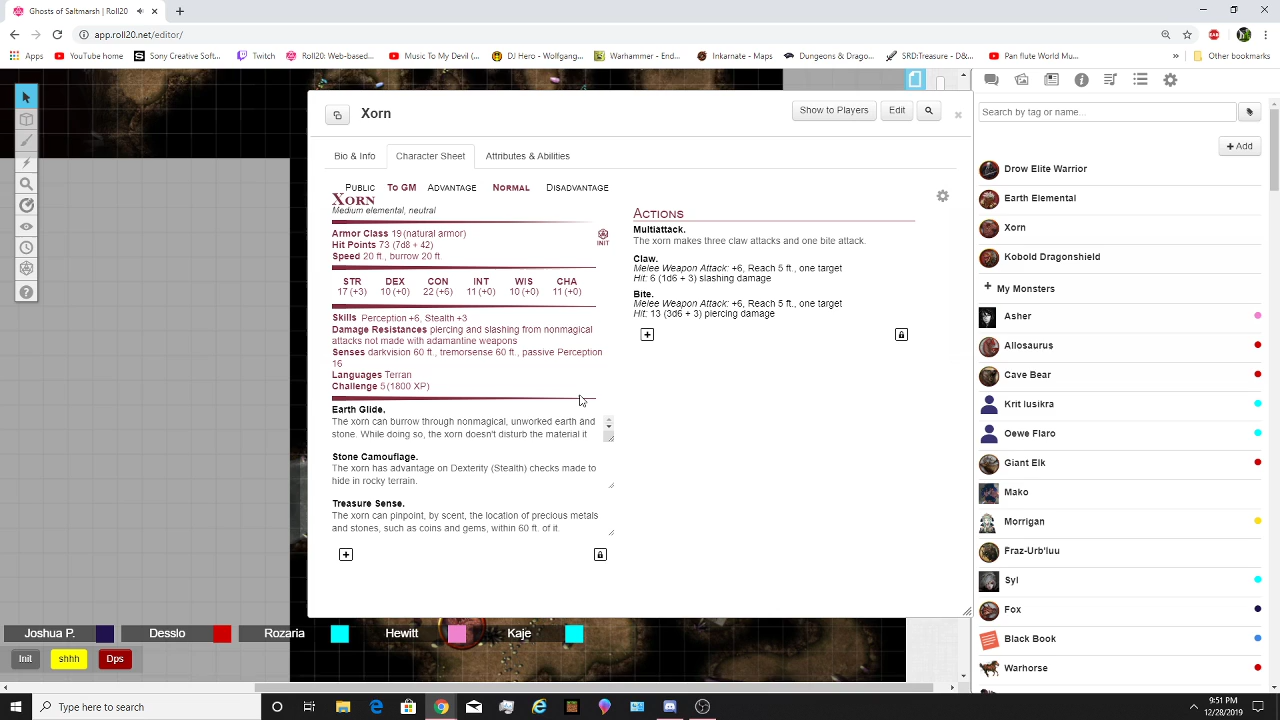 Ghosts of Saltmarsh | Roll20
app.roll20.net/editor/
Apps
YouTube home
Sony Creative Soft...
Twitch
Roll20: Web Applic...
Music To My Devil (...
DJ Hero - Wolfgang...
Warhammer - Endi...
Inkarnate - Maps
Dungeons & Drago...
SRD:Treasure - D&...
Pan flute World Mu...
»
Other bookmarks
Xorn
Show to Players
Edit
Bio & Info
Character Sheet
Attributes & Abilities
PUBLIC
TO GM
ADVANTAGE
NORMAL
DISADVANTAGE
XORN
Medium elemental, neutral
Armor Class 19 (natural armor)
Hit Points 73 (7d8 + 42)
Speed 20 ft., burrow 20 ft.
INIT
STR DEX CON INT WIS CHA
17 (+3) 10 (+0) 22 (+6) 11 (+0) 10 (+0) 11 (+0)
Skills Perception +6, Stealth +3
Damage Resistances piercing and slashing from nonmagical
attacks not made with adamantine weapons
Senses darkvision 60 ft., tremorsense 60 ft., passive Perception
16
Languages Terran
Challenge 5 (1800 XP)
Earth Glide.
The xorn can burrow through nonmagical, unworked earth and
stone. While doing so, the xorn doesn't disturb the material it
Stone Camouflage.
The xorn has advantage on Dexterity (Stealth) checks made to
hide in rocky terrain.
Treasure Sense.
The xorn can pinpoint, by scent, the location of precious metals
and stones, such as coins and gems, within 60 ft. of it.
ACTIONS
Multiattack.
The xorn makes three claw attacks and one bite attack.
Claw.
Melee Weapon Attack: +6, Reach 5 ft., one target
Hit: 6 (1d6 + 3) slashing damage
Bite.
Melee Weapon Attack: +6, Reach 5 ft., one target
Hit: 13 (3d6 + 3) piercing damage
Search by tag or name...
+ Add
Drow Elite Warrior
Earth Elemental
Xorn
Kobold Dragonshield
+ My Monsters
Asher
Allosaurus
Cave Bear
Krit Iusikra
Oewe Flaro
Giant Elk
Mako
Morrigan
Fraz-Urb'luu
Syl
Fox
Black Book
Warhorse
Joshua P.
Desslo
Rozaria
Hewitt
Kaje
Init
shhh
Dps
Type here to search
9:51 PM
12/28/2019